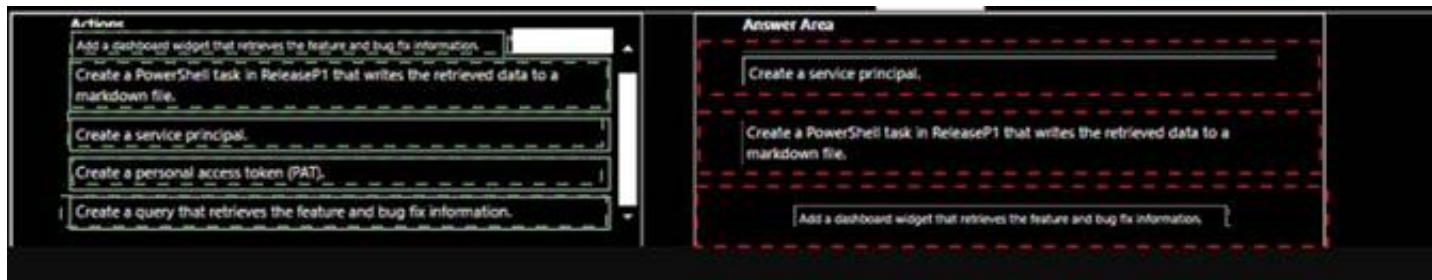 Actions
Add a dashboard widget that retrieves the feature and bug fix information.
Create a PowerShell task in ReleaseP1 that writes the retrieved data to a
markdown file.
Create a service principal.
Create a personal access token (PAT).
Create a query that retrieves the feature and bug fix information.
Answer Area
Create a service principal.
Create a PowerShell task in ReleaseP1 that writes the retrieved data to a
markdown file.
Add a dashboard widget that retrieves the feature and bug fix information.